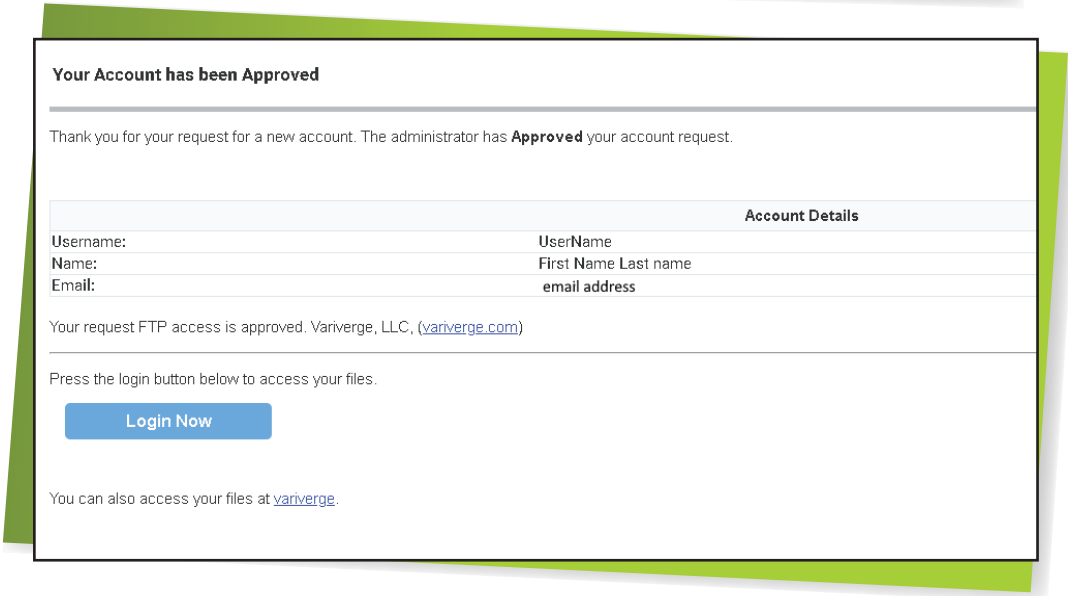 Your Account has been Approved
Thank you for your request for a new account. The administrator has Approved your account request.
Account Details
Username: UserName
Name: First Name Last name
Email: email address
Your request FTP access is approved. Variverge, LLC, (variverge.com)
Press the login button below to access your files.
Login Now
You can also access your files at variverge.